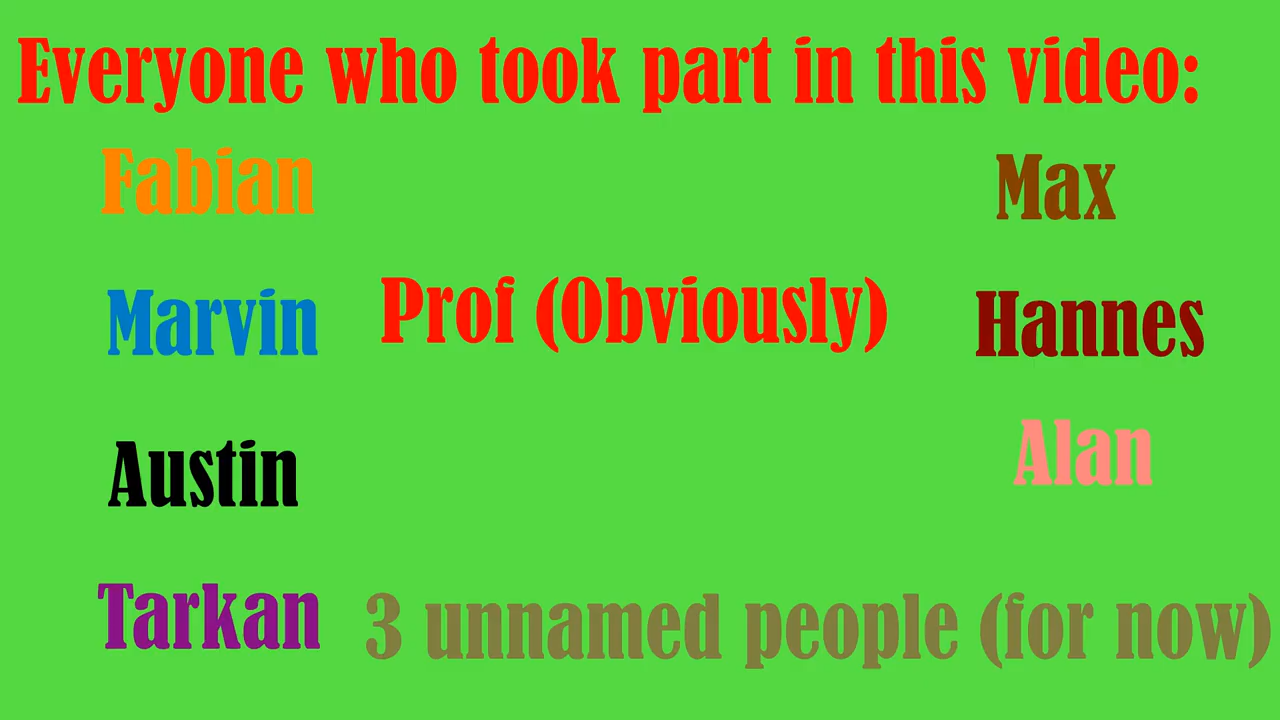 Everyone who took part in this video:
Fabian
Max
Prof (Obviously)
Marvin
Hannes
Alan
Austin
Tarkan
3 unnamed people (for now)